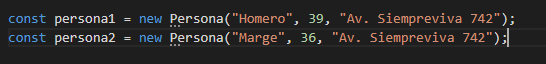 const persona1 = new Persona("Homero", 39, "Av. Siempreviva 742");
const persona2 = new Persona("Marge", 36, "Av. Siempreviva 742");